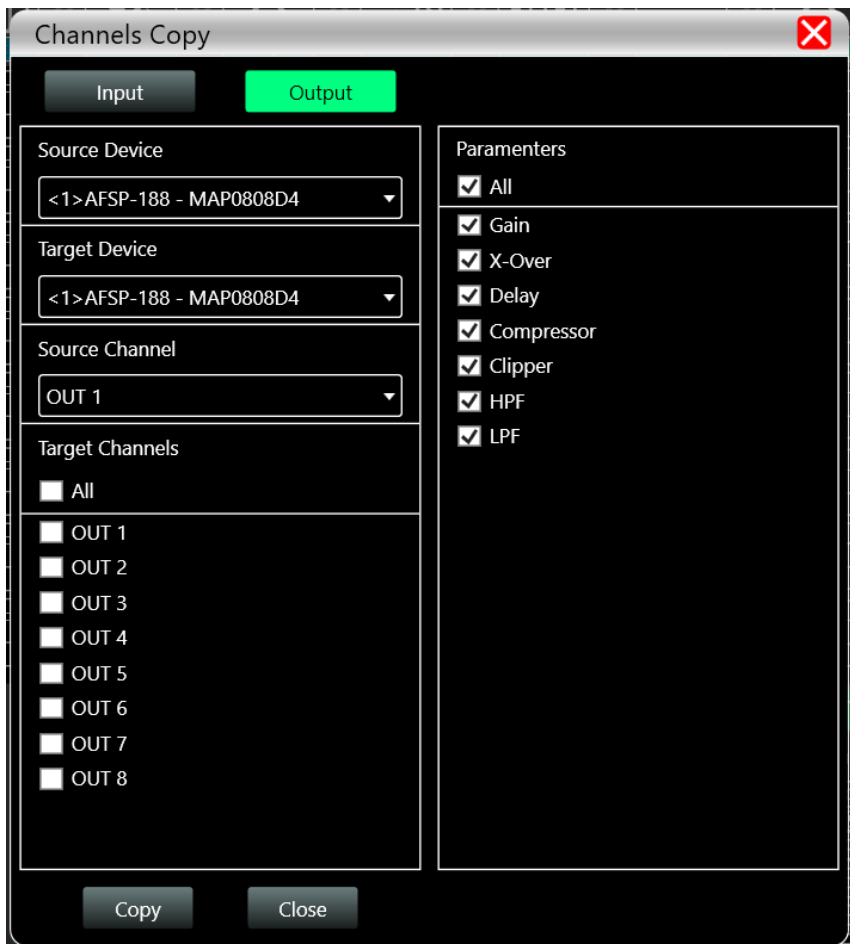 Channels Copy
Input
Output
Source Device
<1>AFSP-188 - MAP0808D4
Target Device
<1>AFSP-188 - MAP0808D4
Source Channel
OUT 1
Target Channels
All
OUT 1
OUT 2
OUT 3
OUT 4
OUT 5
OUT 6
OUT 7
OUT 8
Paramenters
All
Gain
X-Over
Delay
Compressor
Clipper
HPF
LPF
Copy
Close